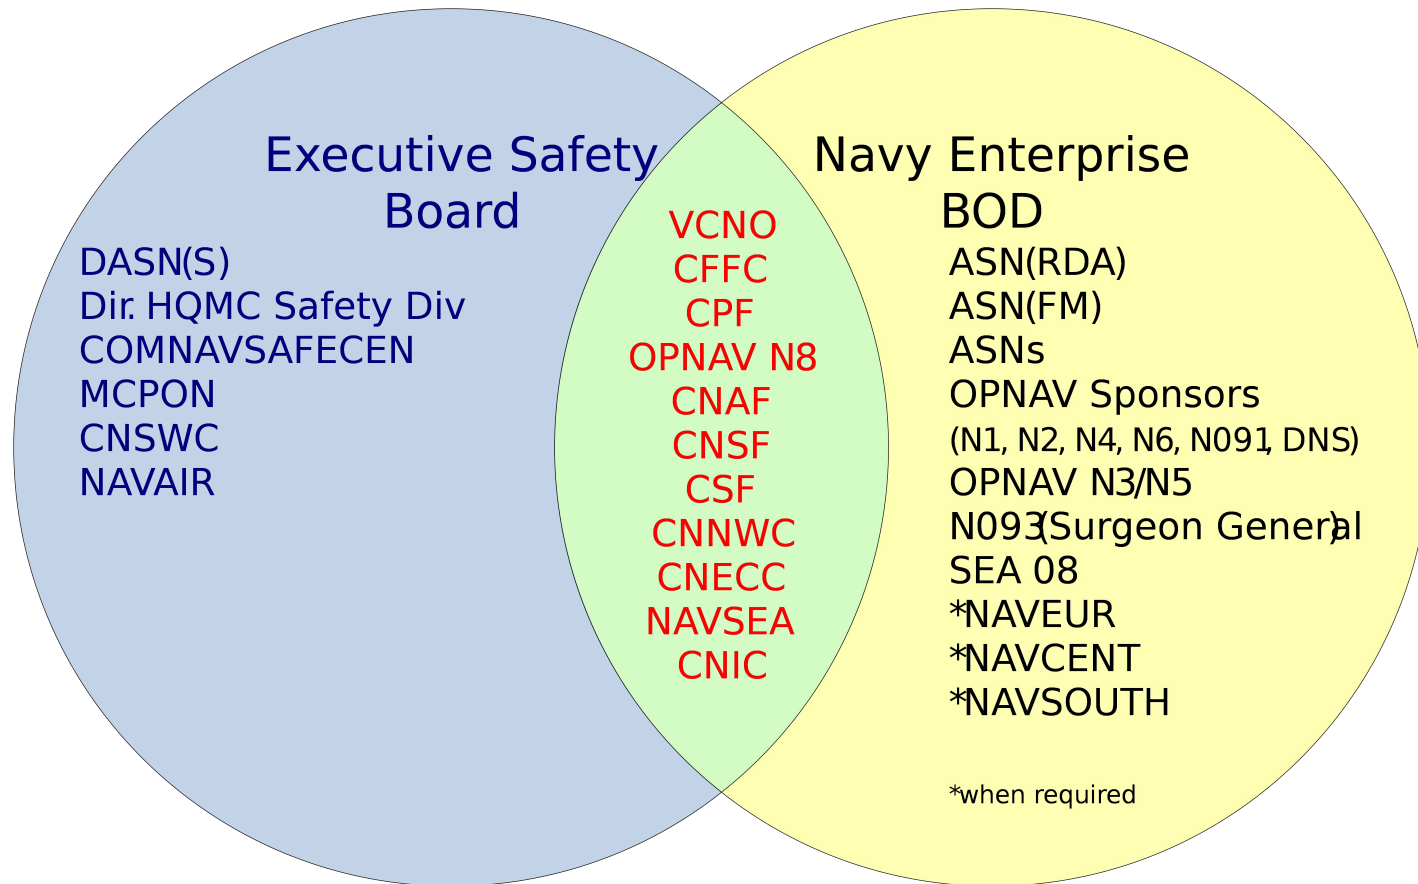 Executive Safety
Board
DASN(S)
Dir. HQMC Safety Div
COMNAVSAFECEN
MCPON
CNSWC
NAVAIR
VCNO
CFFC
CPF
OPNAV N8
CNAF
CNSF
CSF
CNNWC
CNECC
NAVSEA
CNIC
Navy Enterprise
BOD
ASN(RDA)
ASN(FM)
ASNs
OPNAV Sponsors
(N1, N2, N4, N6, N091, DNS)
OPNAV N3/N5
N093(Surgeon General)
SEA 08
*NAVEUR
*NAVCENT
*NAVSOUTH
*when required